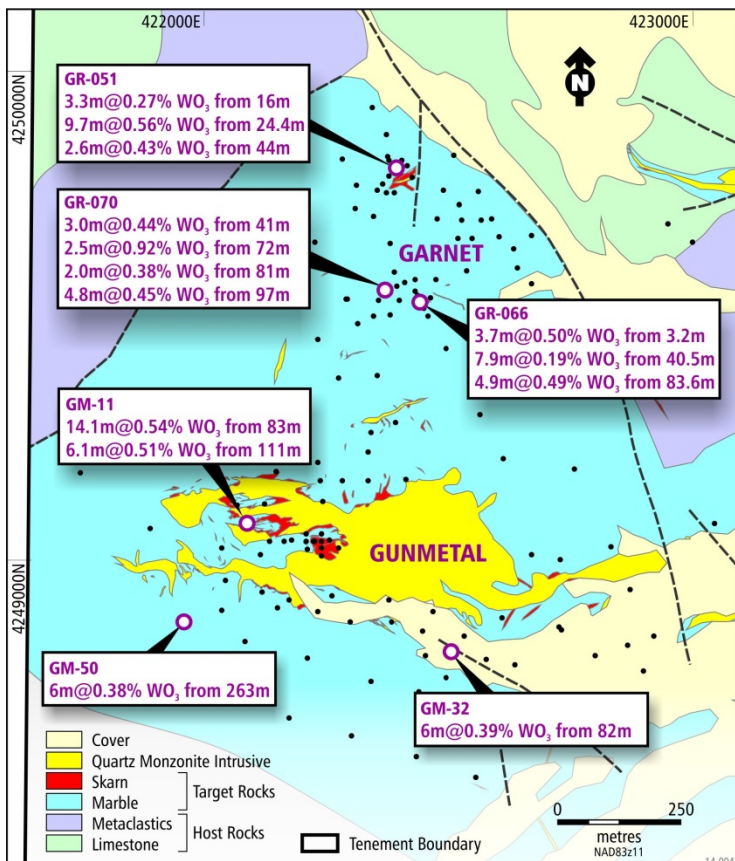 422000E
423000E
4250000N
4249000N
N
GR-051
3.3m@0.27% WO₃ from 16m
9.7m@0.56% WO₃ from 24.4m
2.6m@0.43% WO₃ from 44m
GR-070
3.0m@0.44% WO₃ from 41m
2.5m@0.92% WO₃ from 72m
2.0m@0.38% WO₃ from 81m
4.8m@0.45% WO₃ from 97m
GARNET
GR-066
3.7m@0.50% WO₃ from 3.2m
7.9m@0.19% WO₃ from 40.5m
4.9m@0.49% WO₃ from 83.6m
GM-11
14.1m@0.54% WO₃ from 83m
6.1m@0.51% WO₃ from 111m
GUNMETAL
GM-50
6m@0.38% WO₃ from 263m
GM-32
6m@0.39% WO₃ from 82m
Cover
Quartz Monzonite Intrusive
Skarn
Marble
Target Rocks
Metaclastics
Limestone
Host Rocks
Tenement Boundary
0 250
metres
NAD83z11